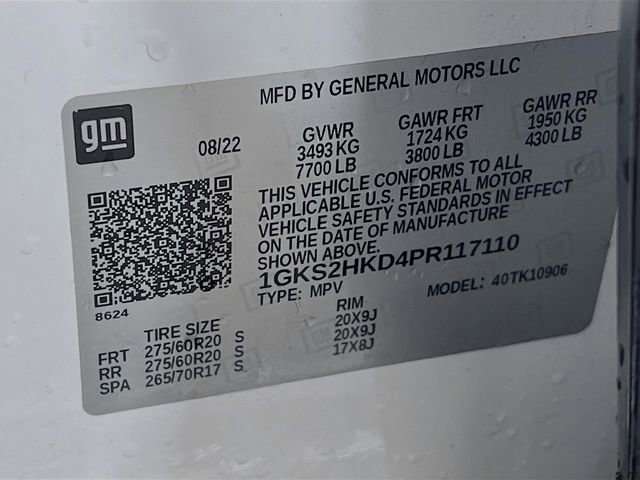 MFD BY GENERAL MOTORS LLC
gm
08/22
GVWR GAWR FRT GAWR RR
3493 KG 1724 KG 1950 KG
7700 LB 3800 LB 4300 LB
THIS VEHICLE CONFORMS TO ALL
APPLICABLE U.S. FEDERAL MOTOR
VEHICLE SAFETY STANDARDS IN EFFECT
ON THE DATE OF MANUFACTURE
SHOWN ABOVE.
1GKS2HKD4PR117110
TYPE: MPV MODEL: 40TK10906
8624
TIRE SIZE RIM
FRT 275/60R20 S 20X9J
RR 275/60R20 S 20X9J
SPA 265/70R17 S 17X8J